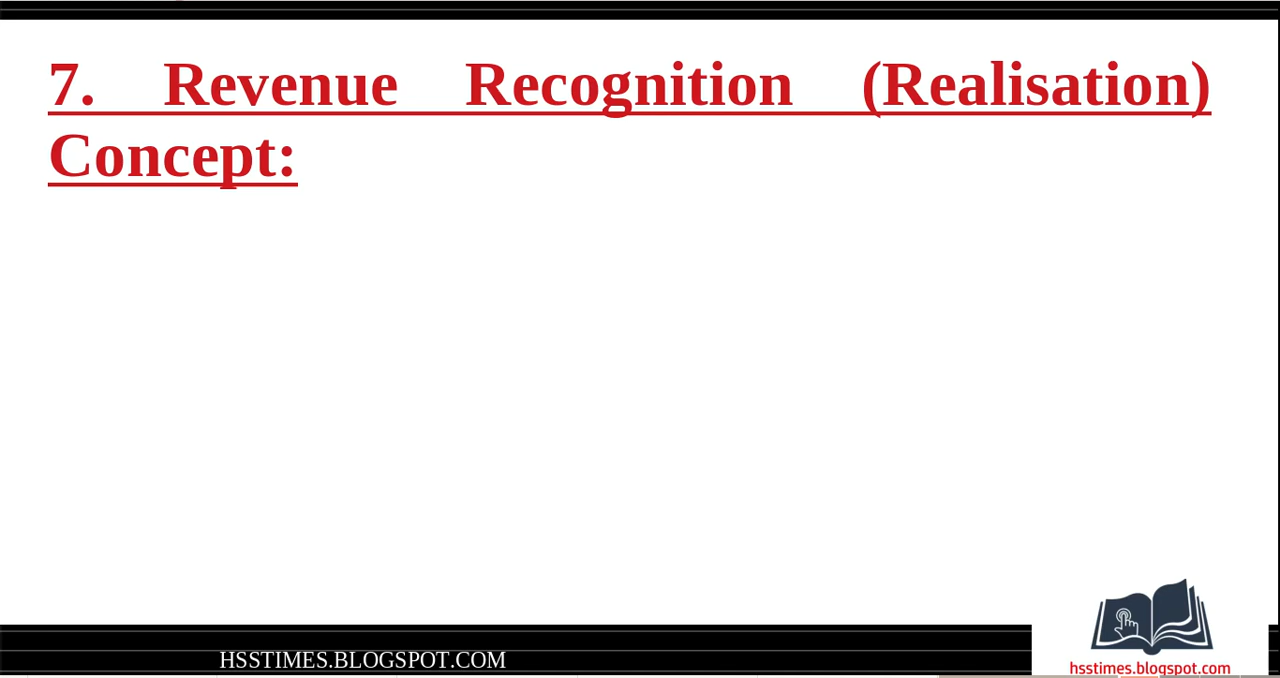 7. Revenue Recognition (Realisation)
Concept:
HSSTIMES.BLOGSPOT.COM
hsstimes.blogspot.com